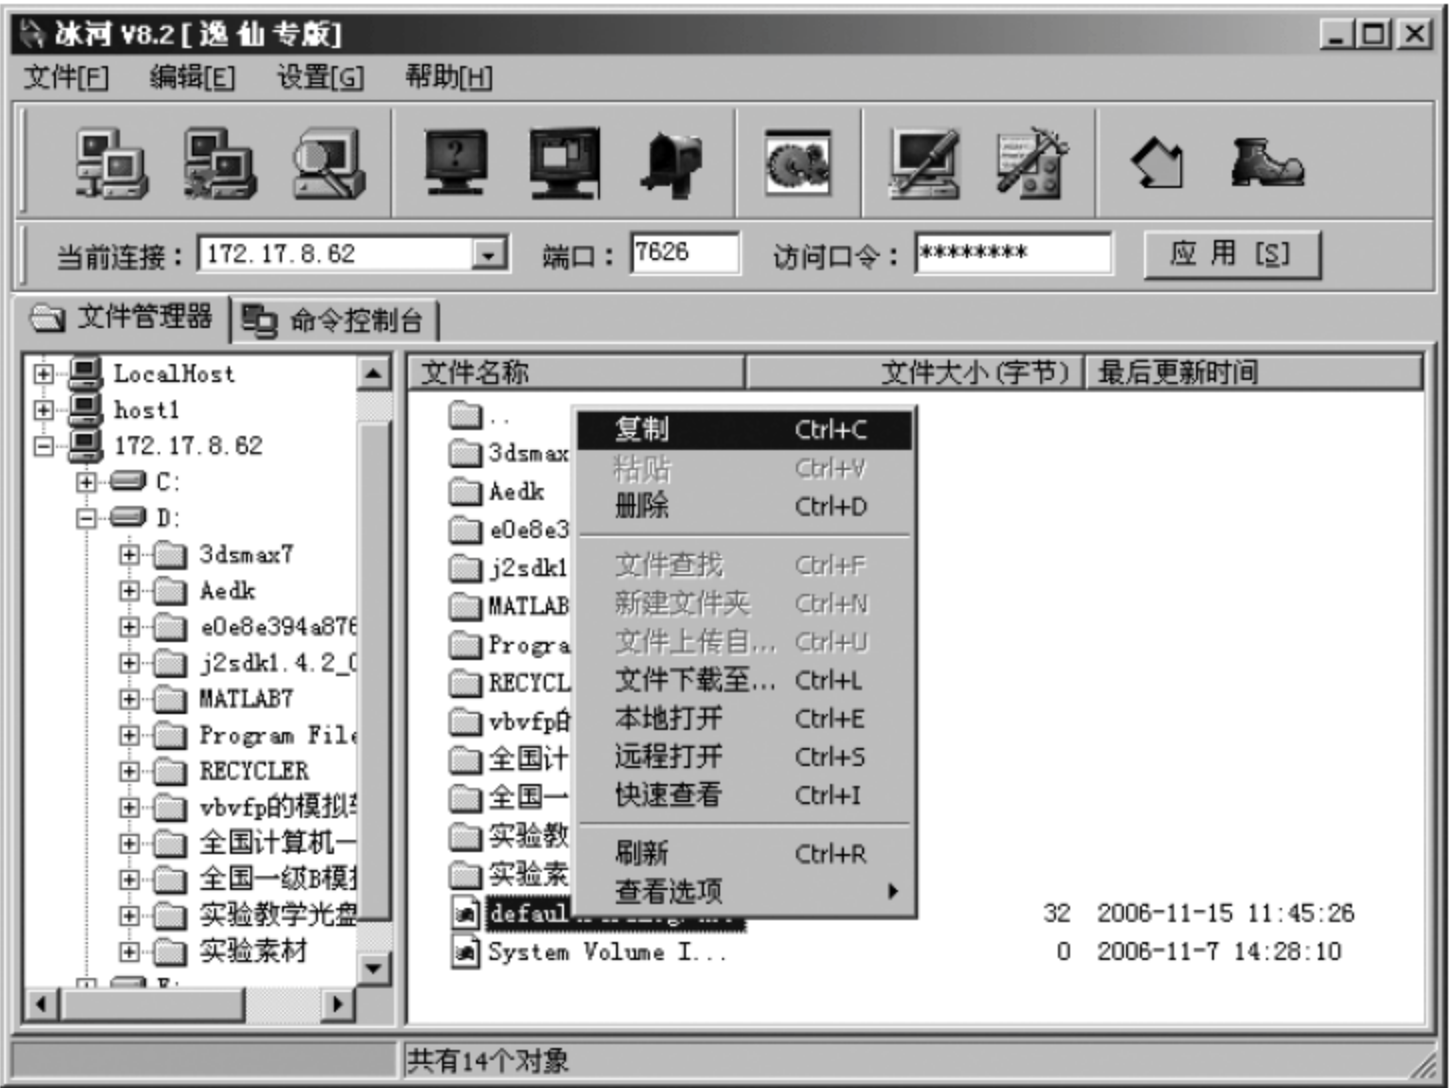 冰河 V8.2 [ 逸 仙 专版]
文件[F] 编辑[E] 设置[G] 帮助[H]
当前连接： 172.17.8.62 端口： 7626 访问口令： ******** 应 用 [S]
文件管理器 命令控制台
LocalHost
host1
172.17.8.62
C:
D:
3dsmax7
Aedk
e0e8e394a876
j2sdk1.4.2_0
MATLAB7
Program File
RECYCLER
vbvfp的模拟
全国计算机一
全国一级B模
实验教学光盘
实验素材
文件名称 文件大小(字节) 最后更新时间
..
3dsmax
Aedk
e0e8e3
j2sdk1
MATLAB
Progra
RECYCL
vbvfp的
全国计
全国一
实验教
实验素
defaul 32 2006-11-15 11:45:26
System Volume I... 0 2006-11-7 14:28:10
复制 Ctrl+C
粘贴 Ctrl+V
删除 Ctrl+D
文件查找 Ctrl+F
新建文件夹 Ctrl+N
文件上传自... Ctrl+U
文件下载至... Ctrl+L
本地打开 Ctrl+E
远程打开 Ctrl+S
快速查看 Ctrl+I
刷新 Ctrl+R
查看选项
共有14个对象